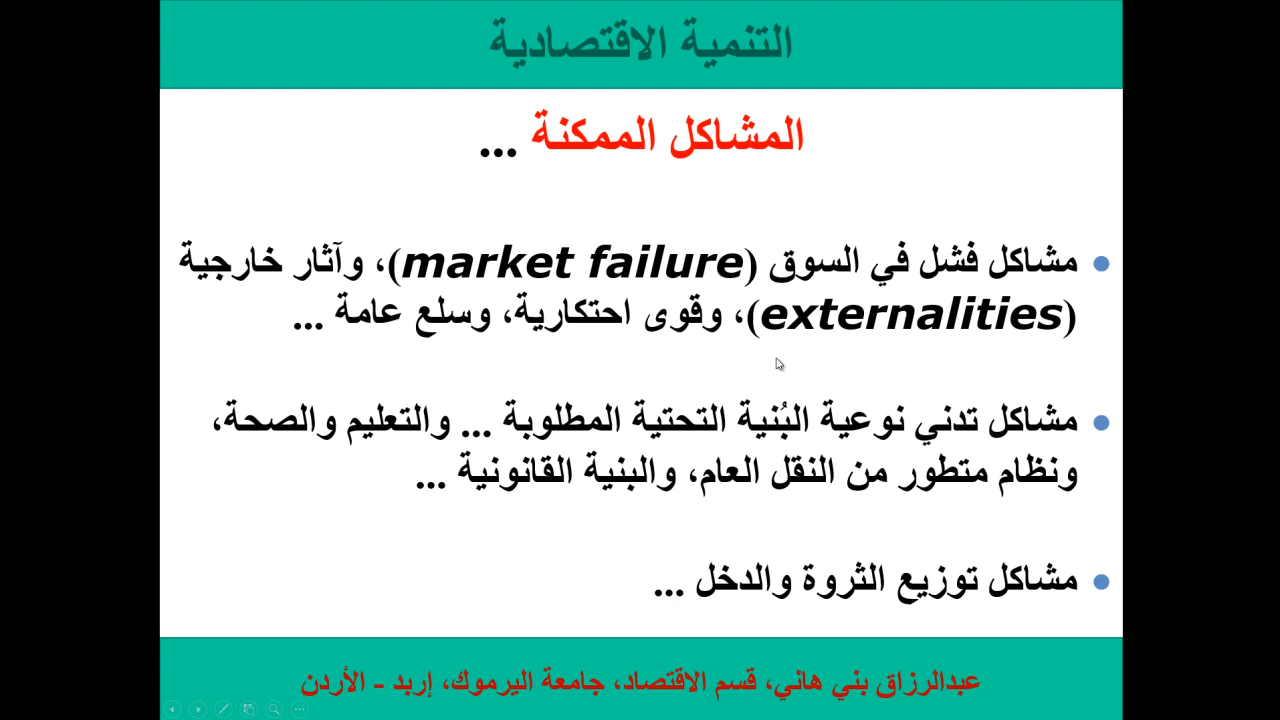 التنمية الاقتصادية
المشاكل الممكنة ...
مشاكل فشل في السوق (market failure)، وآثار خارجية
(externalities)، وقوى احتكارية، وسلع عامة ...
مشاكل تدني نوعية البُنية التحتية المطلوبة ... والتعليم والصحة،
ونظام متطور من النقل العام، والبنية القانونية ...
مشاكل توزيع الثروة والدخل ...
عبدالرزاق بني هاني، قسم الاقتصاد، جامعة اليرموك، إربد - الأردن